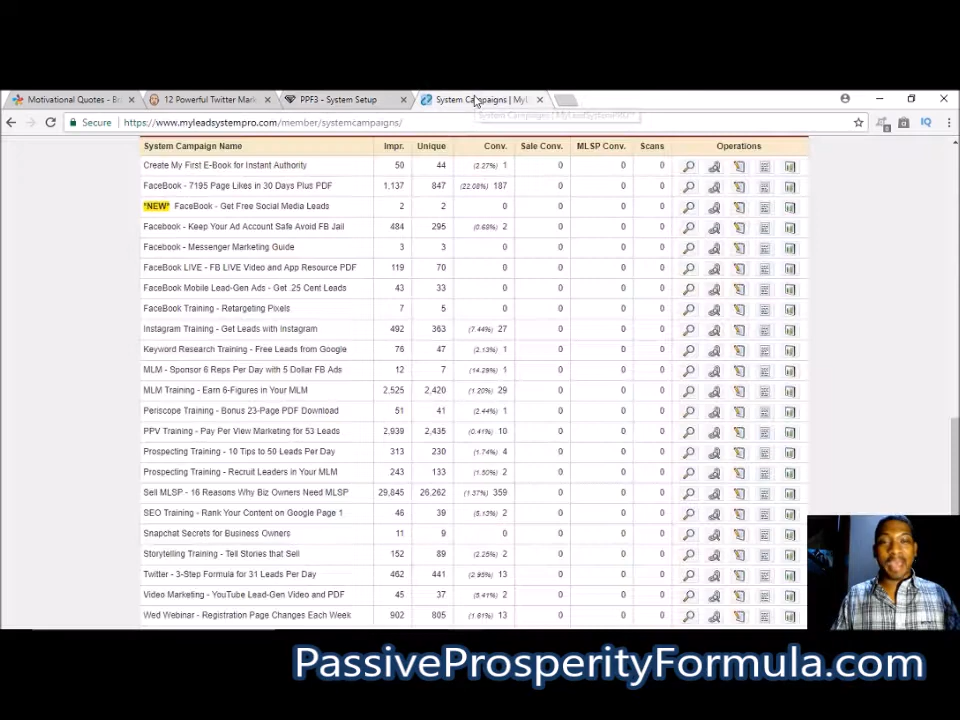 Motivational Quotes - Br
12 Powerful Twitter Mark
PPF3 - System Setup
System Campaigns | MyL
Secure
https://www.myleadsystempro.com/member/systemcampaigns/
IQ
System Campaigns | MyLeadSystemPRO™
System Campaign Name Impr. Unique Conv. Sale Conv. MLSP Conv. Scans Operations
Create My First E-Book for Instant Authority 50 44 (2.27%) 1 0 0 0
FaceBook - 7195 Page Likes in 30 Days Plus PDF 1,137 847 (22.08%) 187 0 0 0
*NEW* FaceBook - Get Free Social Media Leads 2 2 0 0 0 0
Facebook - Keep Your Ad Account Safe Avoid FB Jail 484 295 (0.68%) 2 0 0 0
Facebook - Messenger Marketing Guide 3 3 0 0 0 0
FaceBook LIVE - FB LIVE Video and App Resource PDF 119 70 0 0 0 0
FaceBook Mobile Lead-Gen Ads - Get .25 Cent Leads 43 33 0 0 0 0
FaceBook Training - Retargeting Pixels 7 5 0 0 0 0
Instagram Training - Get Leads with Instagram 492 363 (7.44%) 27 0 0 0
Keyword Research Training - Free Leads from Google 76 47 (2.13%) 1 0 0 0
MLM - Sponsor 6 Reps Per Day with 5 Dollar FB Ads 12 7 (14.29%) 1 0 0 0
MLM Training - Earn 6-Figures in Your MLM 2,525 2,420 (1.20%) 29 0 0 0
Periscope Training - Bonus 23-Page PDF Download 51 41 (2.44%) 1 0 0 0
PPV Training - Pay Per View Marketing for 53 Leads 2,939 2,435 (0.41%) 10 0 0 0
Prospecting Training - 10 Tips to 50 Leads Per Day 313 230 (1.74%) 4 0 0 0
Prospecting Training - Recruit Leaders in Your MLM 243 133 (1.50%) 2 0 0 0
Sell MLSP - 16 Reasons Why Biz Owners Need MLSP 29,845 26,262 (1.37%) 359 0 0 0
SEO Training - Rank Your Content on Google Page 1 46 39 (5.13%) 2 0 0 0
Snapchat Secrets for Business Owners 11 9 0 0 0 0
Storytelling Training - Tell Stories that Sell 152 89 (2.25%) 2 0 0 0
Twitter - 3-Step Formula for 31 Leads Per Day 462 441 (2.95%) 13 0 0 0
Video Marketing - YouTube Lead-Gen Video and PDF 45 37 (5.41%) 2 0 0 0
Wed Webinar - Registration Page Changes Each Week 902 805 (1.61%) 13 0 0 0
PassiveProsperityFormula.com